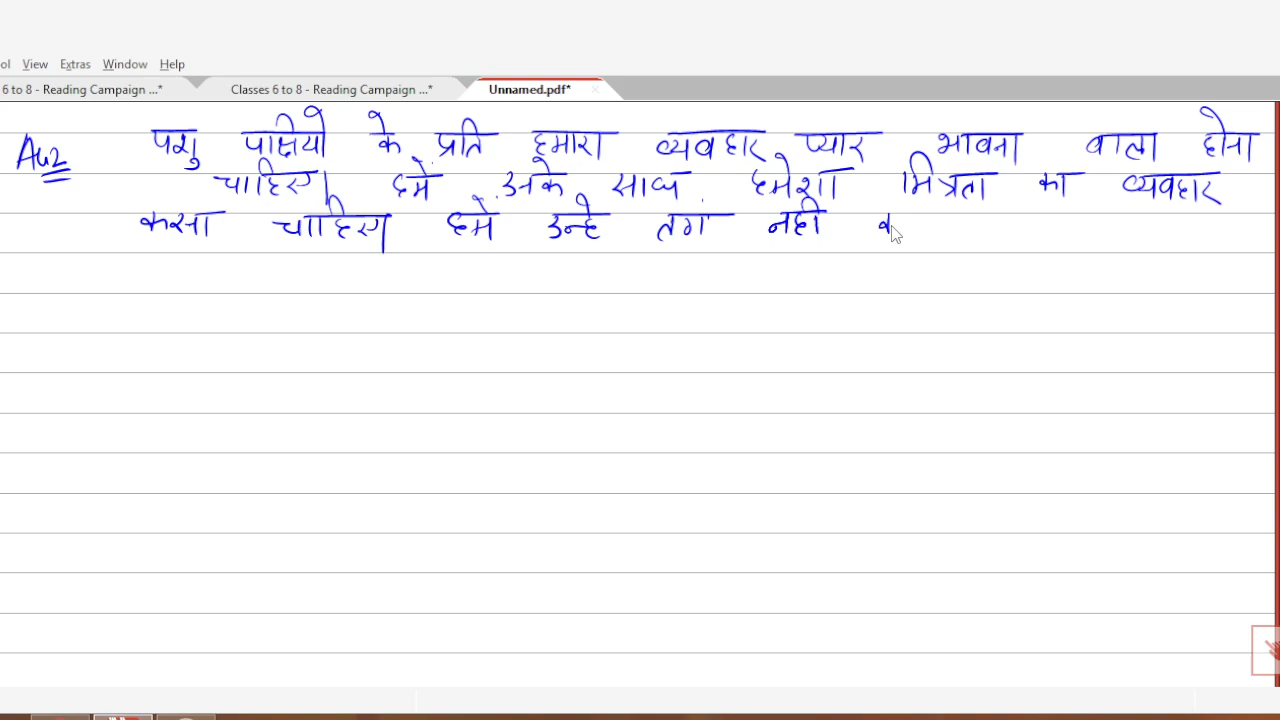 ol View Extras Window Help
6 to 8 - Reading Campaign ...* Classes 6 to 8 - Reading Campaign ...* Unnamed.pdf*
Ans2 पशु पक्षियो के प्रति हमारा व्यवहार प्यार भावना वाला होना
चाहिए। हमें उनके साथ हमेशा मित्रता का व्यवहार
करना चाहिए। हमें उन्हे तंग नही